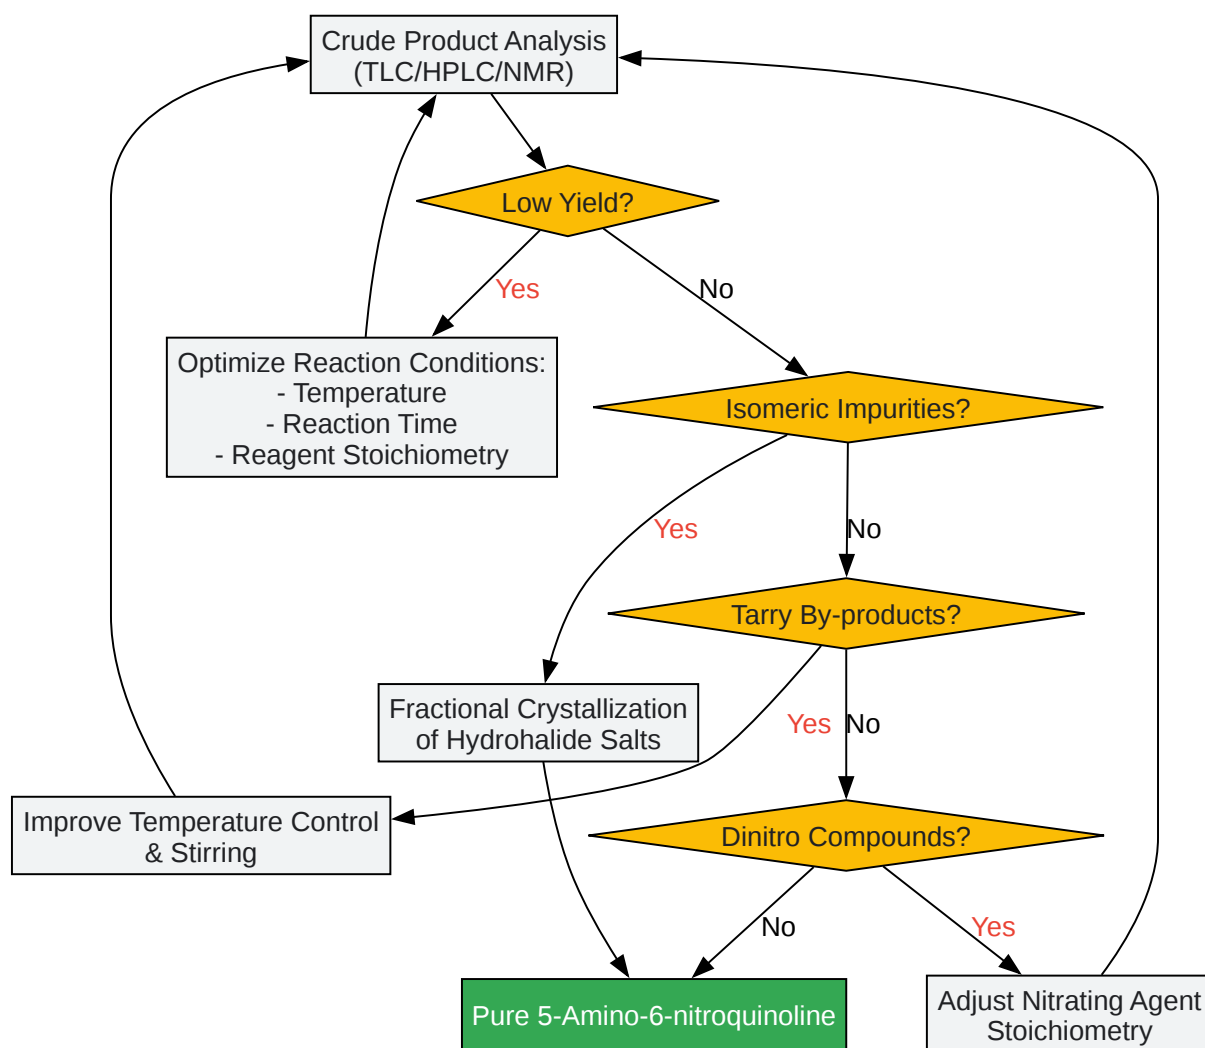 Crude Product Analysis
(TLC/HPLC/NMR)
Low Yield?
Yes
No
Optimize Reaction Conditions:
- Temperature
- Reaction Time
- Reagent Stoichiometry
Isomeric Impurities?
Yes
No
Tarry By-products?
Fractional Crystallization
of Hydrohalide Salts
Yes
No
Improve Temperature Control
& Stirring
Dinitro Compounds?
No
Yes
Pure 5-Amino-6-nitroquinoline
Adjust Nitrating Agent
Stoichiometry